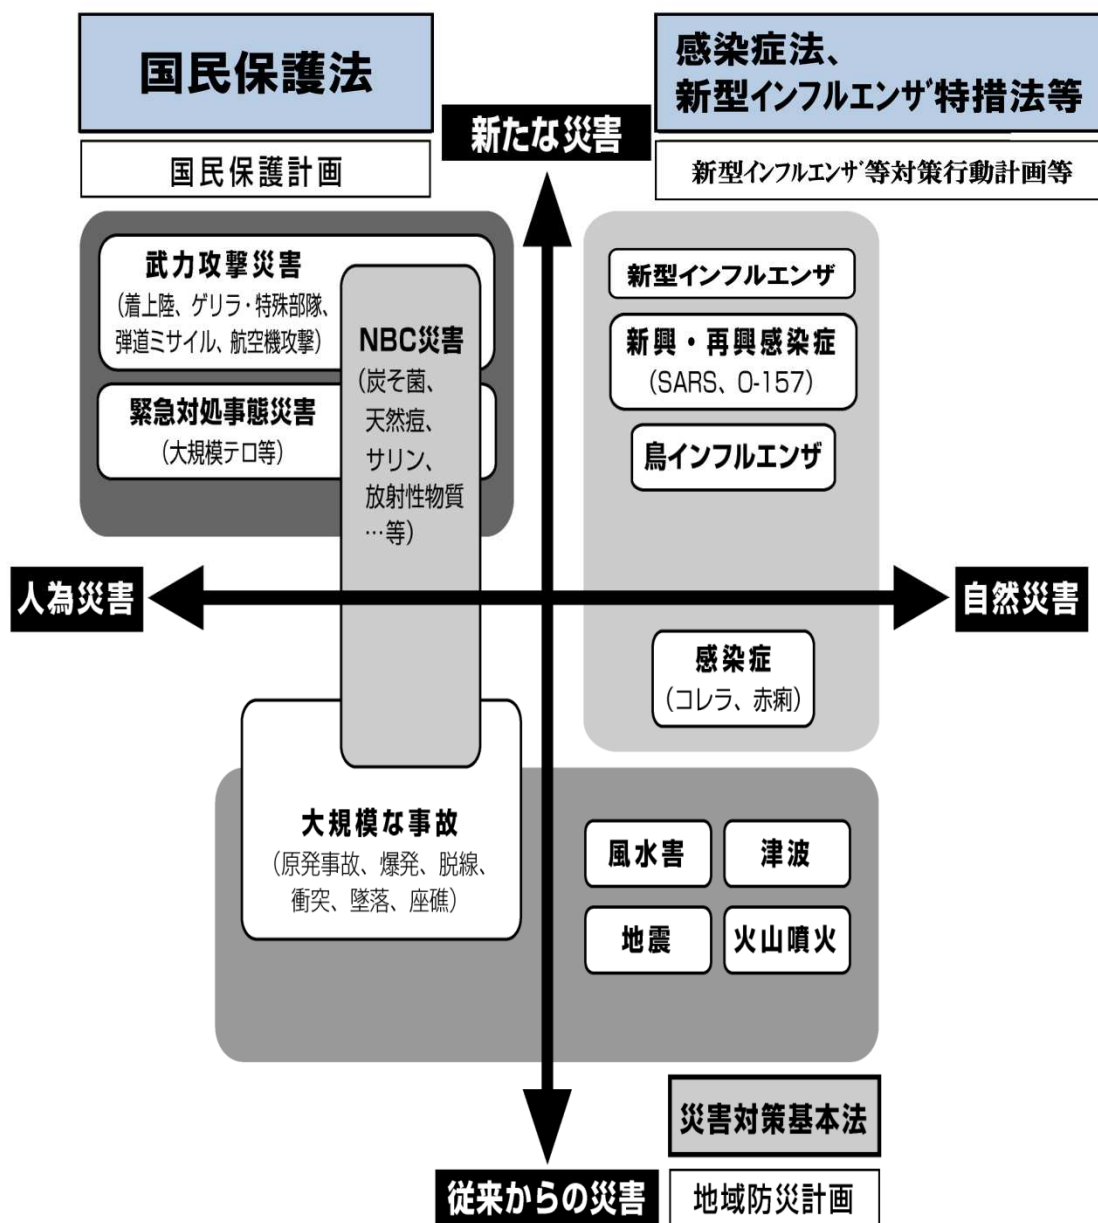 国民保護法
国民保護計画
感染症法、
新型インフルエンザ特措法等
新型インフルエンザ等対策行動計画等
新たな災害
武力攻撃災害
(着上陸、ゲリラ・特殊部隊、
弾道ミサイル、航空機攻撃)
緊急対処事態災害
(大規模テロ等)
NBC災害
(炭そ菌、
天然痘、
サリン、
放射性物質
…等)
新型インフルエンザ
新興・再興感染症
(SARS、O-157)
鳥インフルエンザ
人為災害
自然災害
感染症
(コレラ、赤痢)
大規模な事故
(原発事故、爆発、脱線、
衝突、墜落、座礁)
風水害
津波
地震
火山噴火
災害対策基本法
地域防災計画
従来からの災害